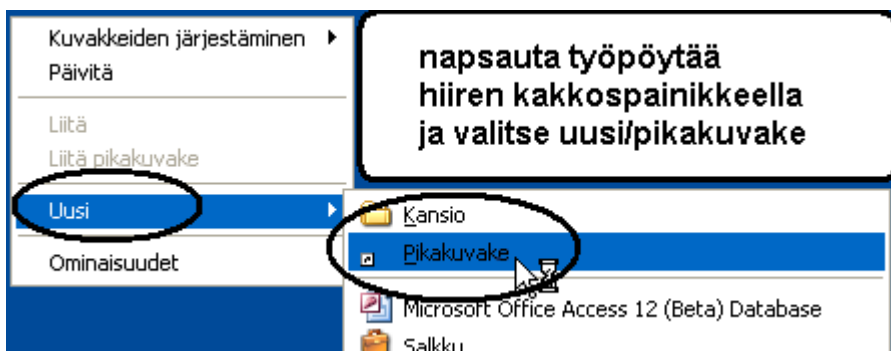 Kuvakkeiden järjestäminen
Päivitä
Liitä
Liitä pikakuvake
Uusi
Ominaisuudet
napsauta työpöytää
hiiren kakkospainikkeella
ja valitse uusi/pikakuvake
Kansio
Pikakuvake
Microsoft Office Access 12 (Beta) Database
Salkku